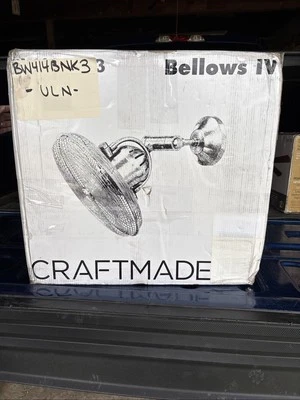 BW414BNK3 3
Bellows IV
- ULN -
CRAFTMADE